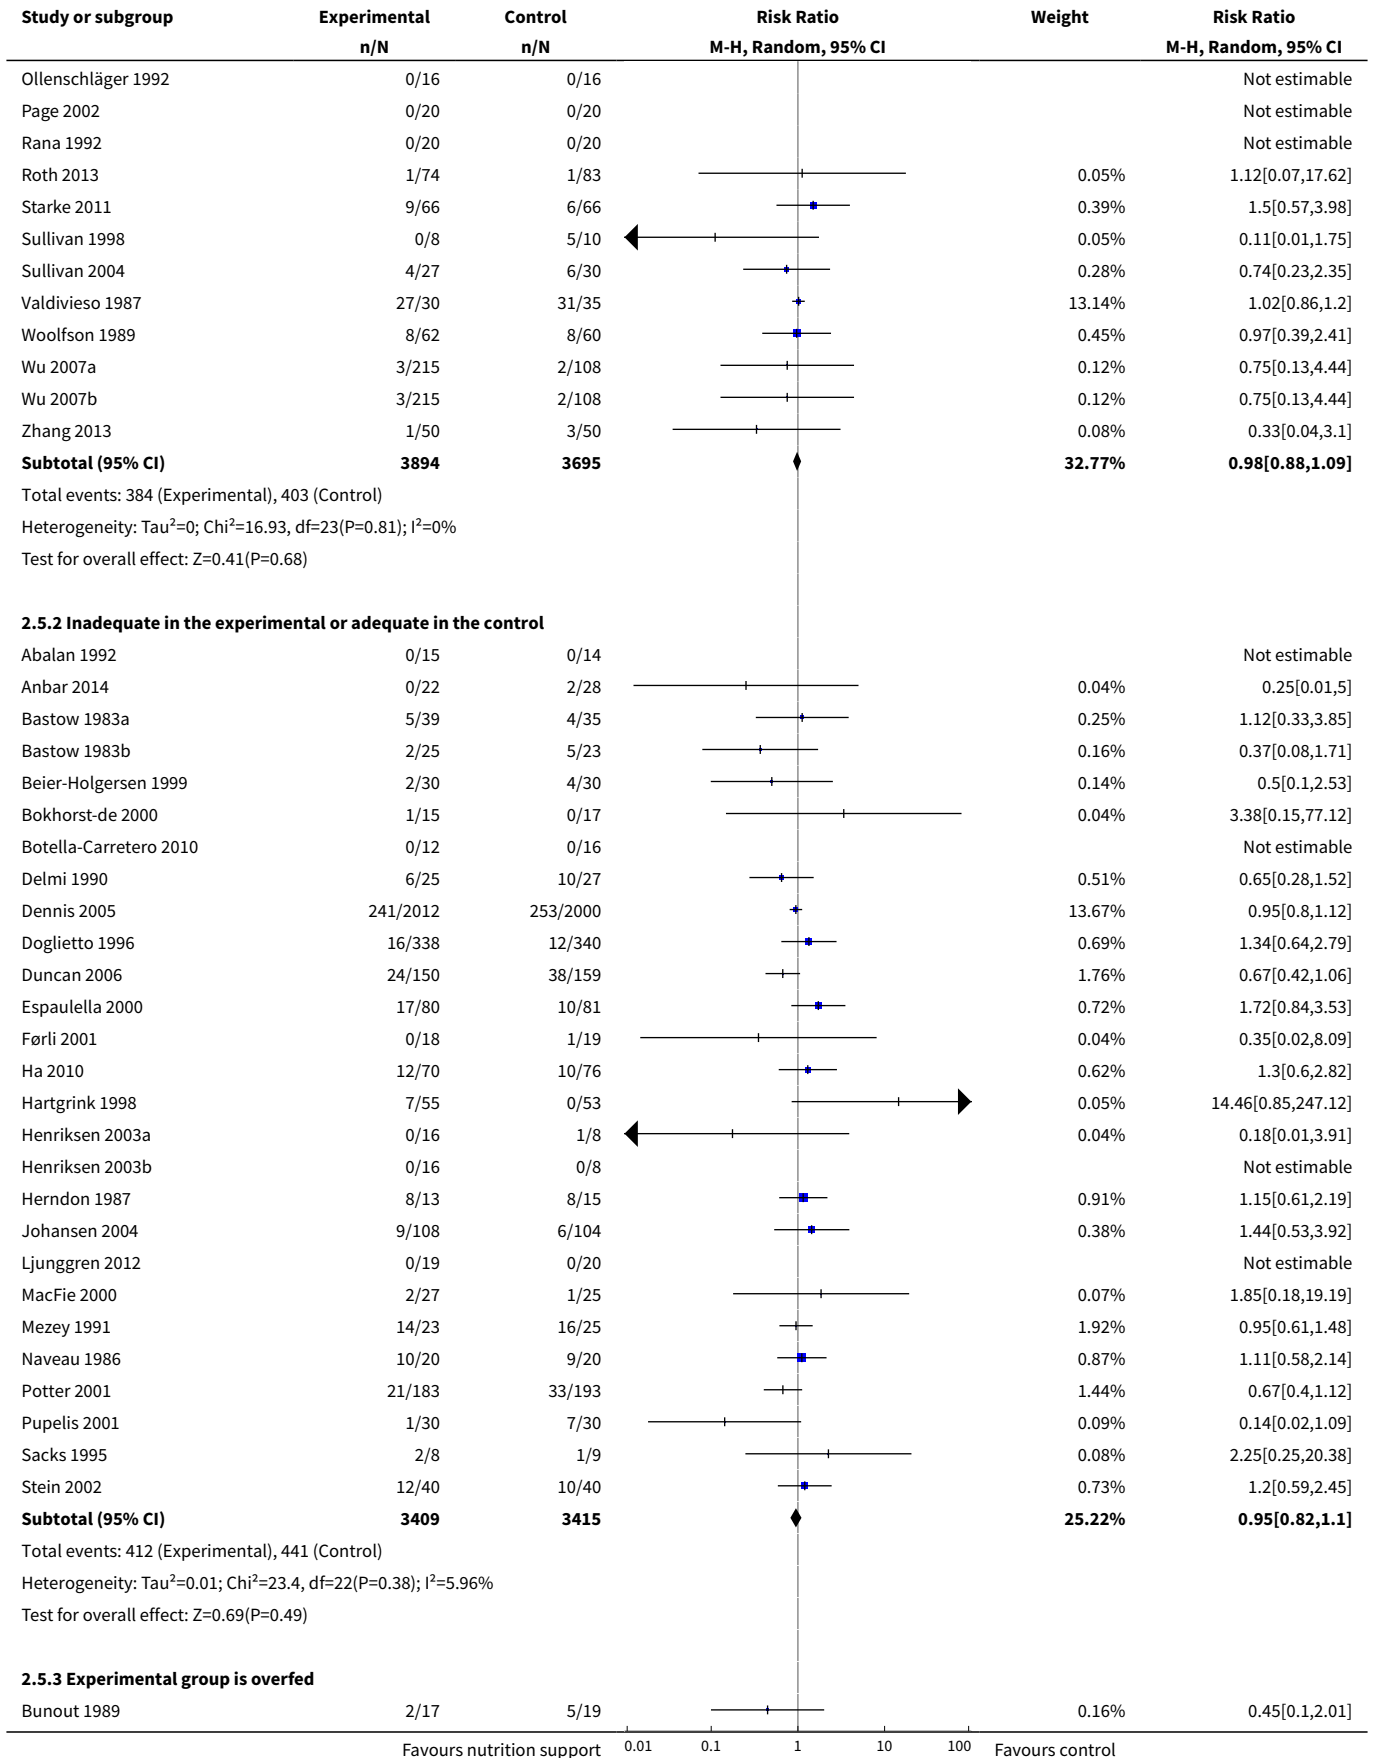 Study or subgroup Experimental Control Risk Ratio Weight Risk Ratio
n/N n/N M-H, Random, 95% CI M-H, Random, 95% CI
Ollenschläger 1992 0/16 0/16 Not estimable
Page 2002 0/20 0/20 Not estimable
Rana 1992 0/20 0/20 Not estimable
Roth 2013 1/74 1/83 0.05% 1.12[0.07,17.62]
Starke 2011 9/66 6/66 0.39% 1.5[0.57,3.98]
Sullivan 1998 0/8 5/10 0.05% 0.11[0.01,1.75]
Sullivan 2004 4/27 6/30 0.28% 0.74[0.23,2.35]
Valdivieso 1987 27/30 31/35 13.14% 1.02[0.86,1.2]
Woolfson 1989 8/62 8/60 0.45% 0.97[0.39,2.41]
Wu 2007a 3/215 2/108 0.12% 0.75[0.13,4.44]
Wu 2007b 3/215 2/108 0.12% 0.75[0.13,4.44]
Zhang 2013 1/50 3/50 0.08% 0.33[0.04,3.1]
Subtotal (95% CI) 3894 3695 32.77% 0.98[0.88,1.09]
Total events: 384 (Experimental), 403 (Control)
Heterogeneity: Tau²=0; Chi²=16.93, df=23(P=0.81); I²=0%
Test for overall effect: Z=0.41(P=0.68)
2.5.2 Inadequate in the experimental or adequate in the control
Abalan 1992 0/15 0/14 Not estimable
Anbar 2014 0/22 2/28 0.04% 0.25[0.01,5]
Bastow 1983a 5/39 4/35 0.25% 1.12[0.33,3.85]
Bastow 1983b 2/25 5/23 0.16% 0.37[0.08,1.71]
Beier-Holgersen 1999 2/30 4/30 0.14% 0.5[0.1,2.53]
Bokhorst-de 2000 1/15 0/17 0.04% 3.38[0.15,77.12]
Botella-Carretero 2010 0/12 0/16 Not estimable
Delmi 1990 6/25 10/27 0.51% 0.65[0.28,1.52]
Dennis 2005 241/2012 253/2000 13.67% 0.95[0.8,1.12]
Doglietto 1996 16/338 12/340 0.69% 1.34[0.64,2.79]
Duncan 2006 24/150 38/159 1.76% 0.67[0.42,1.06]
Espaulella 2000 17/80 10/81 0.72% 1.72[0.84,3.53]
Førli 2001 0/18 1/19 0.04% 0.35[0.02,8.09]
Ha 2010 12/70 10/76 0.62% 1.3[0.6,2.82]
Hartgrink 1998 7/55 0/53 0.05% 14.46[0.85,247.12]
Henriksen 2003a 0/16 1/8 0.04% 0.18[0.01,3.91]
Henriksen 2003b 0/16 0/8 Not estimable
Herndon 1987 8/13 8/15 0.91% 1.15[0.61,2.19]
Johansen 2004 9/108 6/104 0.38% 1.44[0.53,3.92]
Ljunggren 2012 0/19 0/20 Not estimable
MacFie 2000 2/27 1/25 0.07% 1.85[0.18,19.19]
Mezey 1991 14/23 16/25 1.92% 0.95[0.61,1.48]
Naveau 1986 10/20 9/20 0.87% 1.11[0.58,2.14]
Potter 2001 21/183 33/193 1.44% 0.67[0.4,1.12]
Pupelis 2001 1/30 7/30 0.09% 0.14[0.02,1.09]
Sacks 1995 2/8 1/9 0.08% 2.25[0.25,20.38]
Stein 2002 12/40 10/40 0.73% 1.2[0.59,2.45]
Subtotal (95% CI) 3409 3415 25.22% 0.95[0.82,1.1]
Total events: 412 (Experimental), 441 (Control)
Heterogeneity: Tau²=0.01; Chi²=23.4, df=22(P=0.38); I²=5.96%
Test for overall effect: Z=0.69(P=0.49)
2.5.3 Experimental group is overfed
Bunout 1989 2/17 5/19 0.16% 0.45[0.1,2.01]
Favours nutrition support 0.01 0.1 1 10 100 Favours control